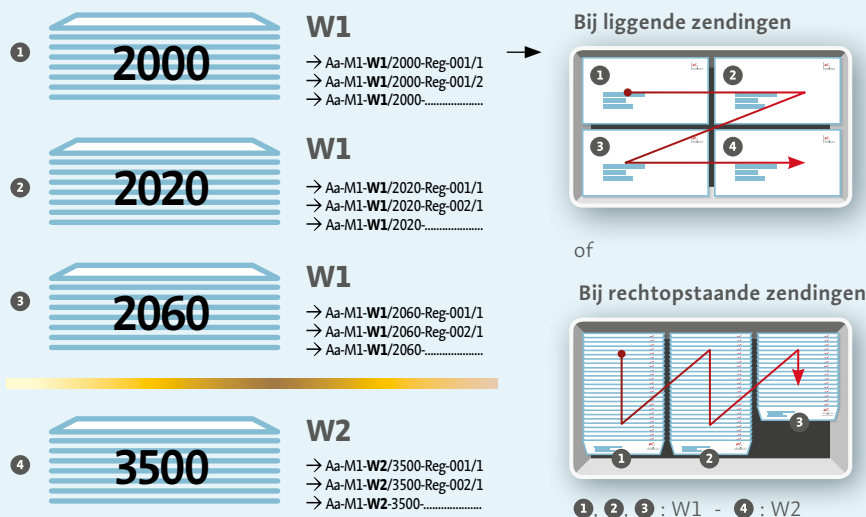 1
2000
W1
→ Aa-M1-W1/2000-Reg-001/1
→ Aa-M1-W1/2000-Reg-001/2
→ Aa-M1-W1/2000-...................
2
2020
W1
→ Aa-M1-W1/2020-Reg-001/1
→ Aa-M1-W1/2020-Reg-002/1
→ Aa-M1-W1/2020-...................
3
2060
W1
→ Aa-M1-W1/2060-Reg-001/1
→ Aa-M1-W1/2060-Reg-002/1
→ Aa-M1-W1/2060-...................
4
3500
W2
→ Aa-M1-W2/3500-Reg-001/1
→ Aa-M1-W2/3500-Reg-002/1
→ Aa-M1-W2-3500-...................
Bij liggende zendingen
1 2
3 4
of
Bij rechtopstaande zendingen
1 2 3
1, 2, 3 : W1 - 4 : W2